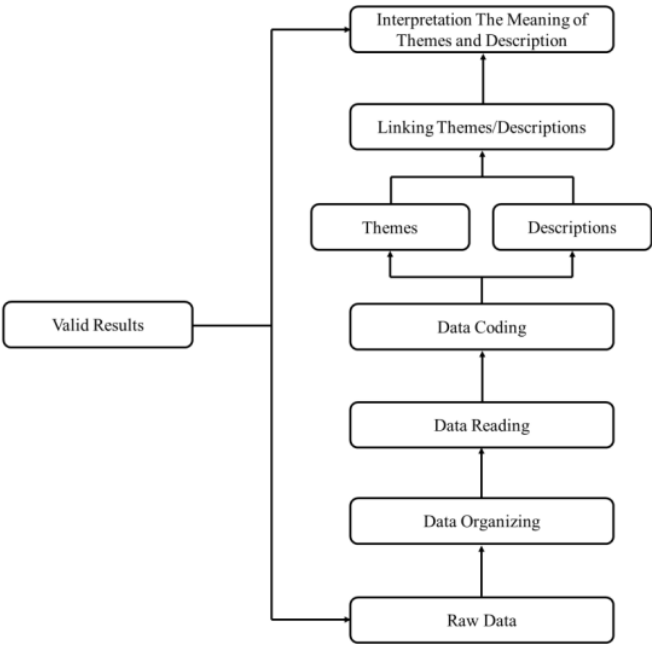 Interpretation The Meaning of
Themes and Description
Linking Themes/Descriptions
Themes
Descriptions
Valid Results
Data Coding
Data Reading
Data Organizing
Raw Data